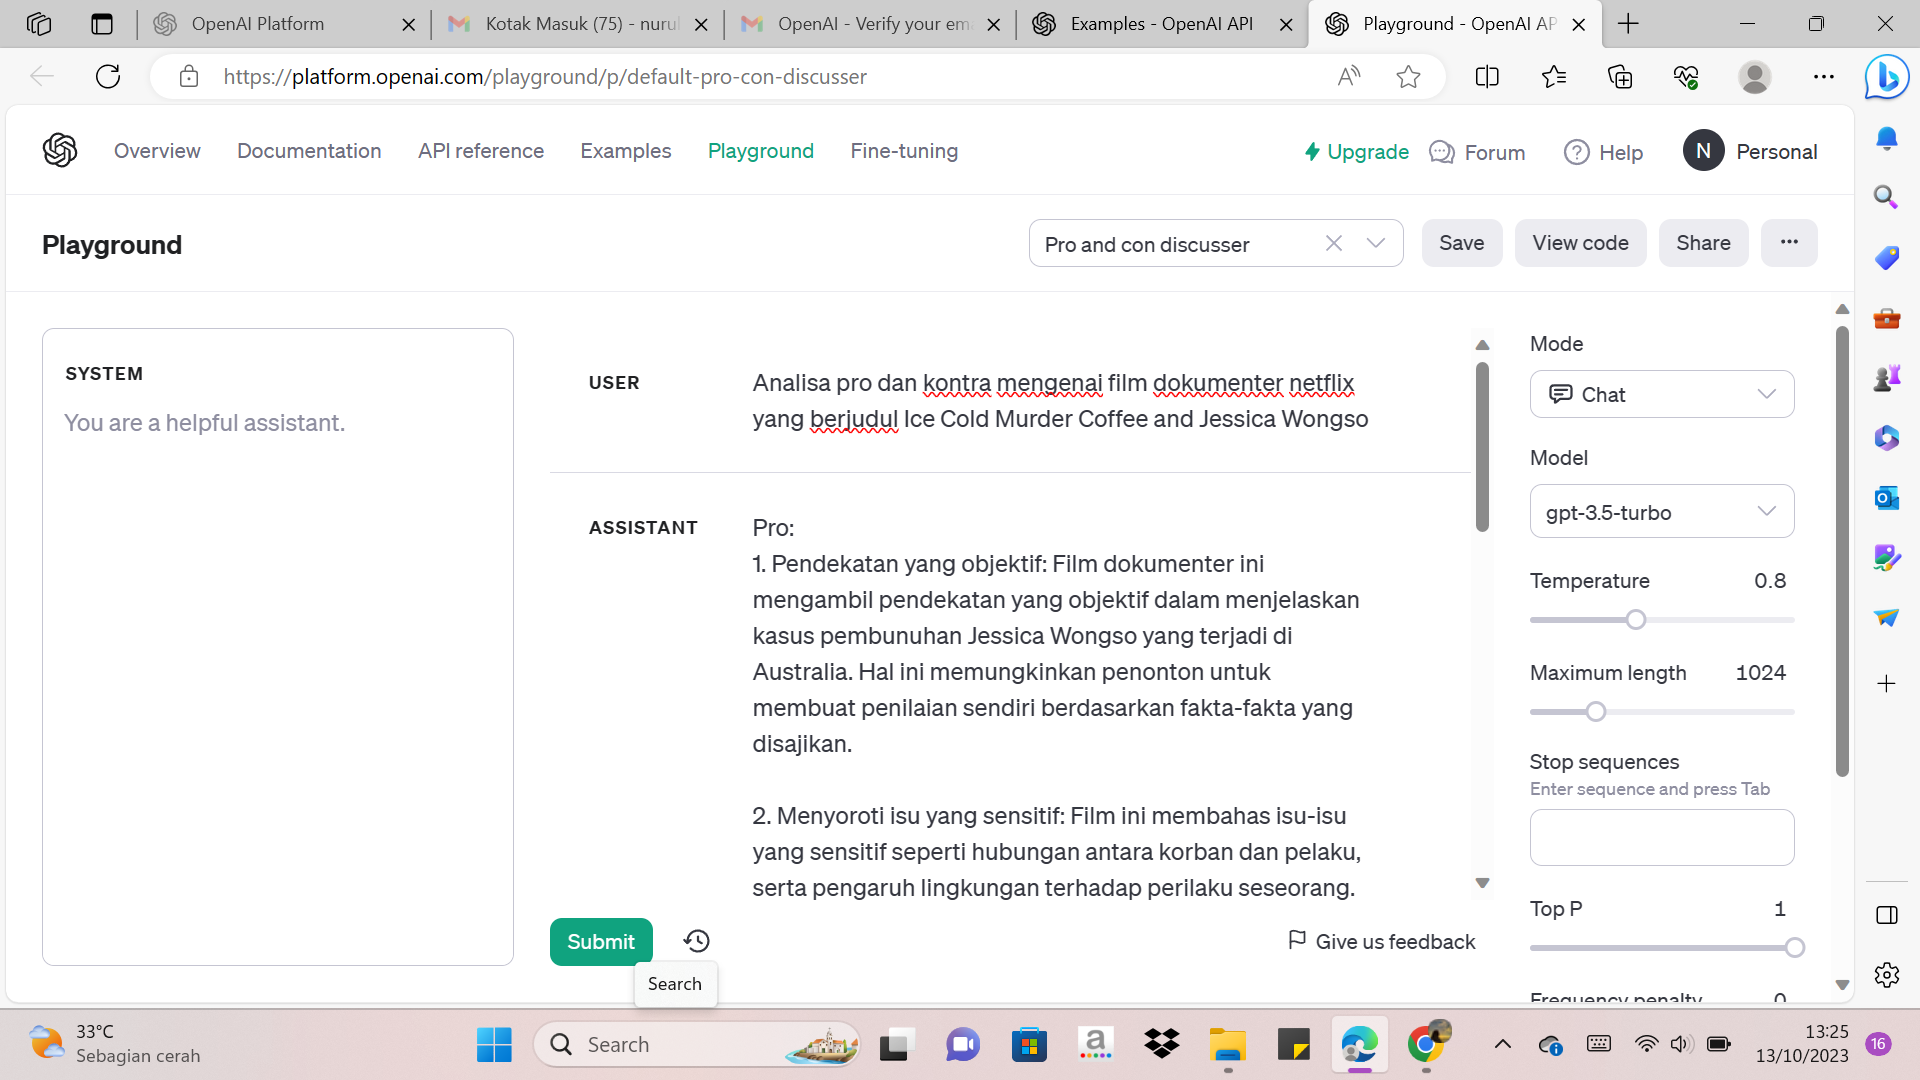 OpenAI Platform
Kotak Masuk (75) - nurul
OpenAI - Verify your ema
Examples - OpenAI API
Playground - OpenAI AP
https://platform.openai.com/playground/p/default-pro-con-discusser
Overview
Documentation
API reference
Examples
Playground
Fine-tuning
Upgrade
Forum
Help
N
Personal
Playground
Pro and con discusser
Save
View code
Share
SYSTEM
You are a helpful assistant.
USER
Analisa pro dan kontra mengenai film dokumenter netflix
yang berjudul Ice Cold Murder Coffee and Jessica Wongso
ASSISTANT
Pro:
1. Pendekatan yang objektif: Film dokumenter ini
mengambil pendekatan yang objektif dalam menjelaskan
kasus pembunuhan Jessica Wongso yang terjadi di
Australia. Hal ini memungkinkan penonton untuk
membuat penilaian sendiri berdasarkan fakta-fakta yang
disajikan.
2. Menyoroti isu yang sensitif: Film ini membahas isu-isu
yang sensitif seperti hubungan antara korban dan pelaku,
serta pengaruh lingkungan terhadap perilaku seseorang.
Submit
Give us feedback
Search
Mode
Chat
Model
gpt-3.5-turbo
Temperature 0.8
Maximum length 1024
Stop sequences
Enter sequence and press Tab
Top P 1
Frequency penalty 0
33°C
Sebagian cerah
Search
a
13:25
13/10/2023
16